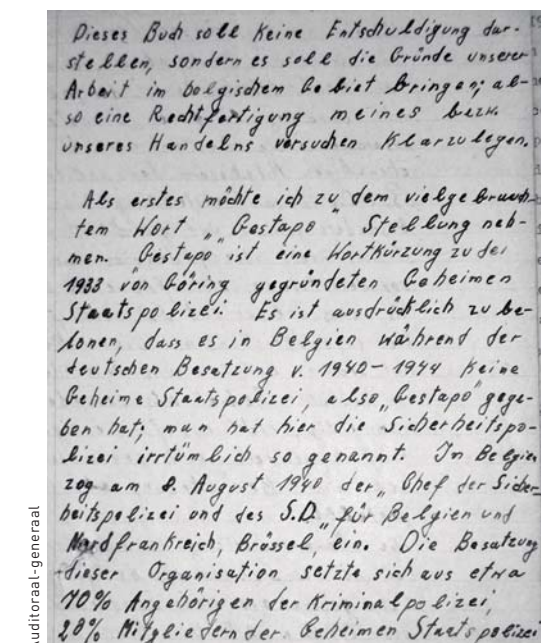 Dieses Buch soll keine Entschuldigung dar-
stellen, sondern es soll die Gründe unserer
Arbeit im belgischem Gebiet bringen; al-
so eine Rechtfertigung meines bezw.
unseres Handelns versuchen klarzulegen.
Als erstes möchte ich zu dem vielgebrauch-
tem Wort "Gestapo" Stellung neh-
men. Gestapo ist eine Wortkürzung zu der
1933 von Göring gegründeten Geheimen
Staatspolizei. Es ist ausdrücklich zu be-
tonen, dass es in Belgien während der
deutschen Besatzung v. 1940-1944 keine
Geheime Staatspolizei, also "Gestapo" gege-
ben hat; man hat hier die Sicherheitspo-
lizei irrtümlich so genannt. In Belgien
zog am 8. August 1940 der "Chef der Sicher-
heitspolizei und des S.D." für Belgien und
Nordfrankreich, Brüssel, ein. Die Besatzung
dieser Organisation setzte sich aus etwa
70% Angehörigen der Kriminalpolizei,
20% Mitgliedern der Geheimen Staatspolizei
Auditoraal-generaal